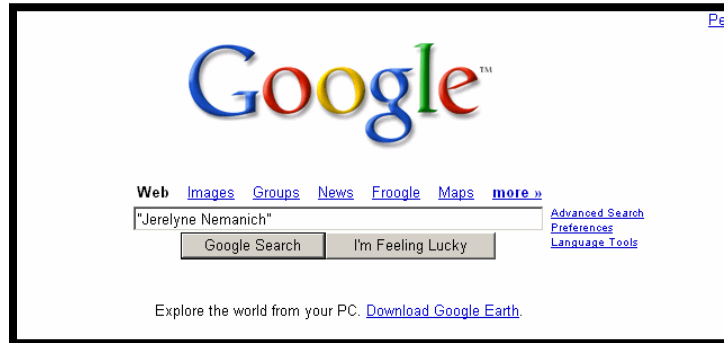 Pe
Google™
Web Images Groups News Froogle Maps more »
"Jerelyne Nemanich"
Advanced Search
Preferences
Language Tools
Google Search I'm Feeling Lucky
Explore the world from your PC. Download Google Earth.